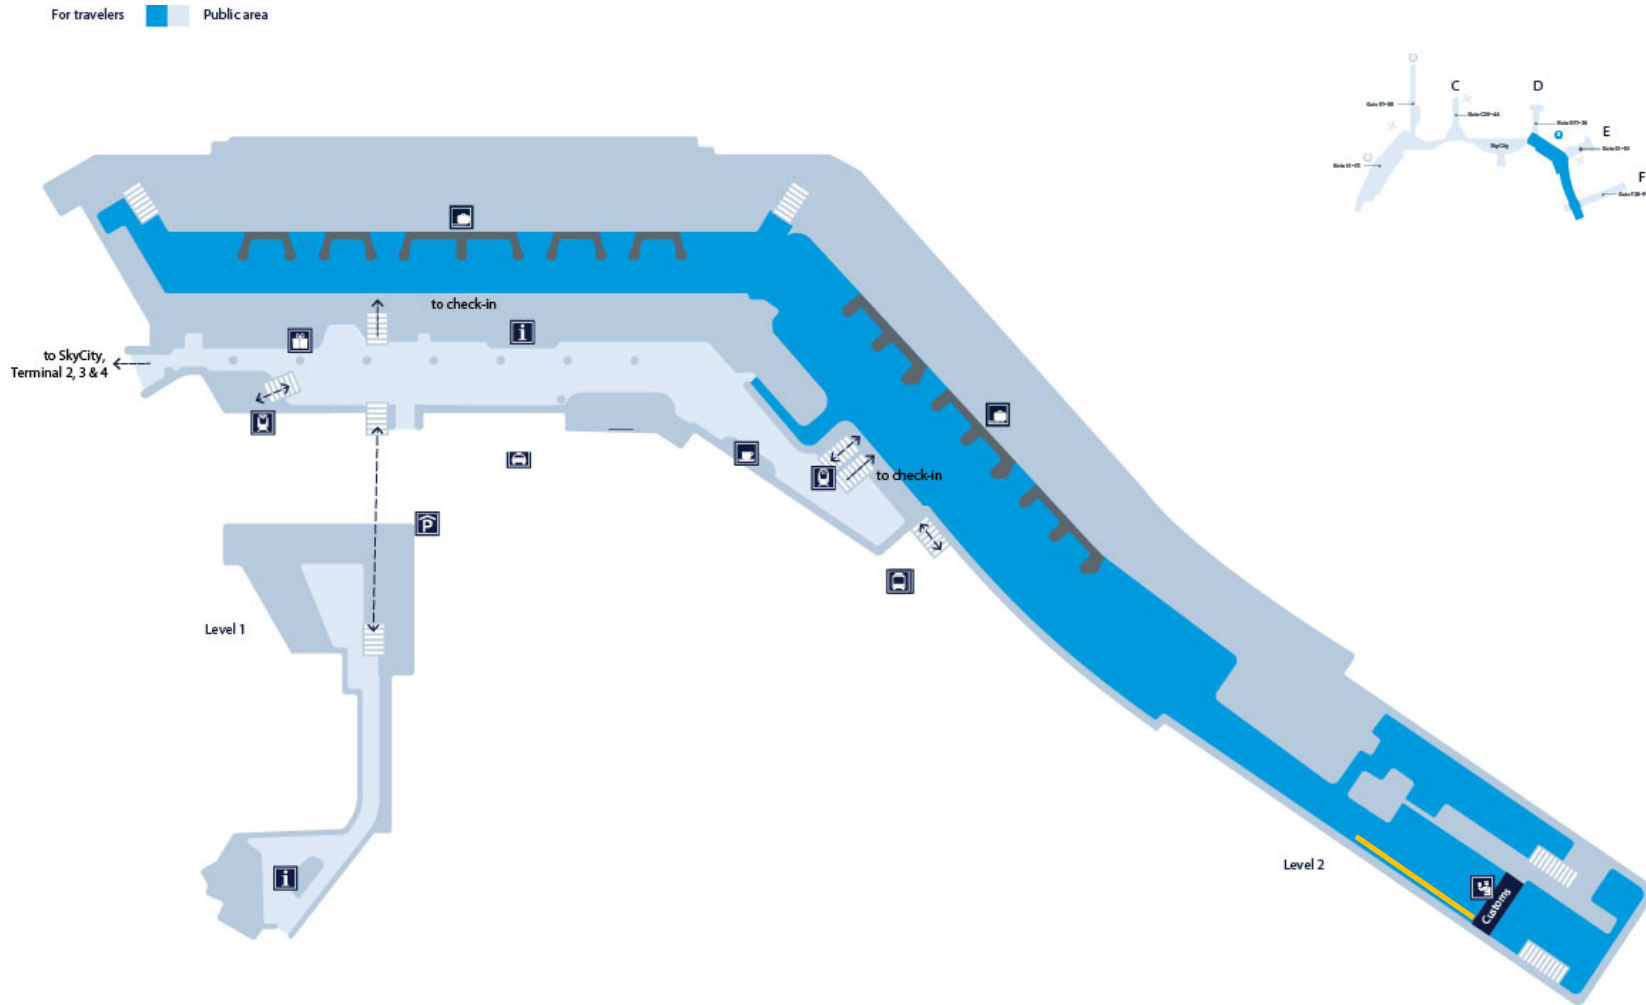 For travelers
Public area
C
D
E
F
SkyCity
to check-in
to SkyCity,
Terminal 2, 3 & 4
i
to check-in
P
Level 1
i
Level 2
Customs